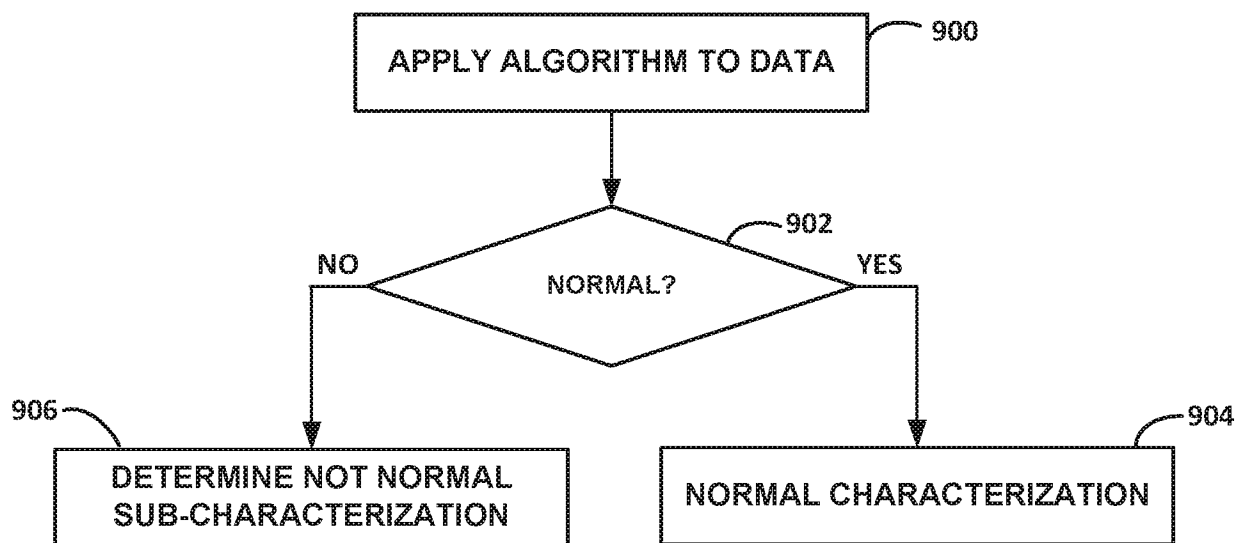 900
APPLY ALGORITHM TO DATA
902
NO
YES
NORMAL?
906
904
DETERMINE NOT NORMAL
SUB-CHARACTERIZATION
NORMAL CHARACTERIZATION